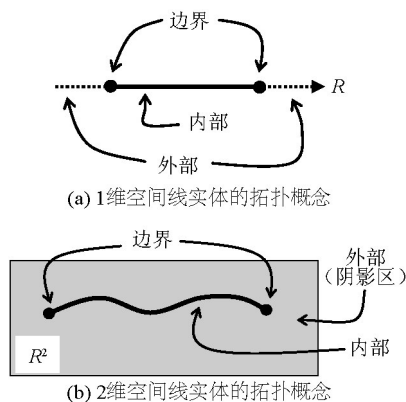 边界
R
内部
外部
(a) 1维空间线实体的拓扑概念
边界
外部
（阴影区）
R²
内部
(b) 2维空间线实体的拓扑概念